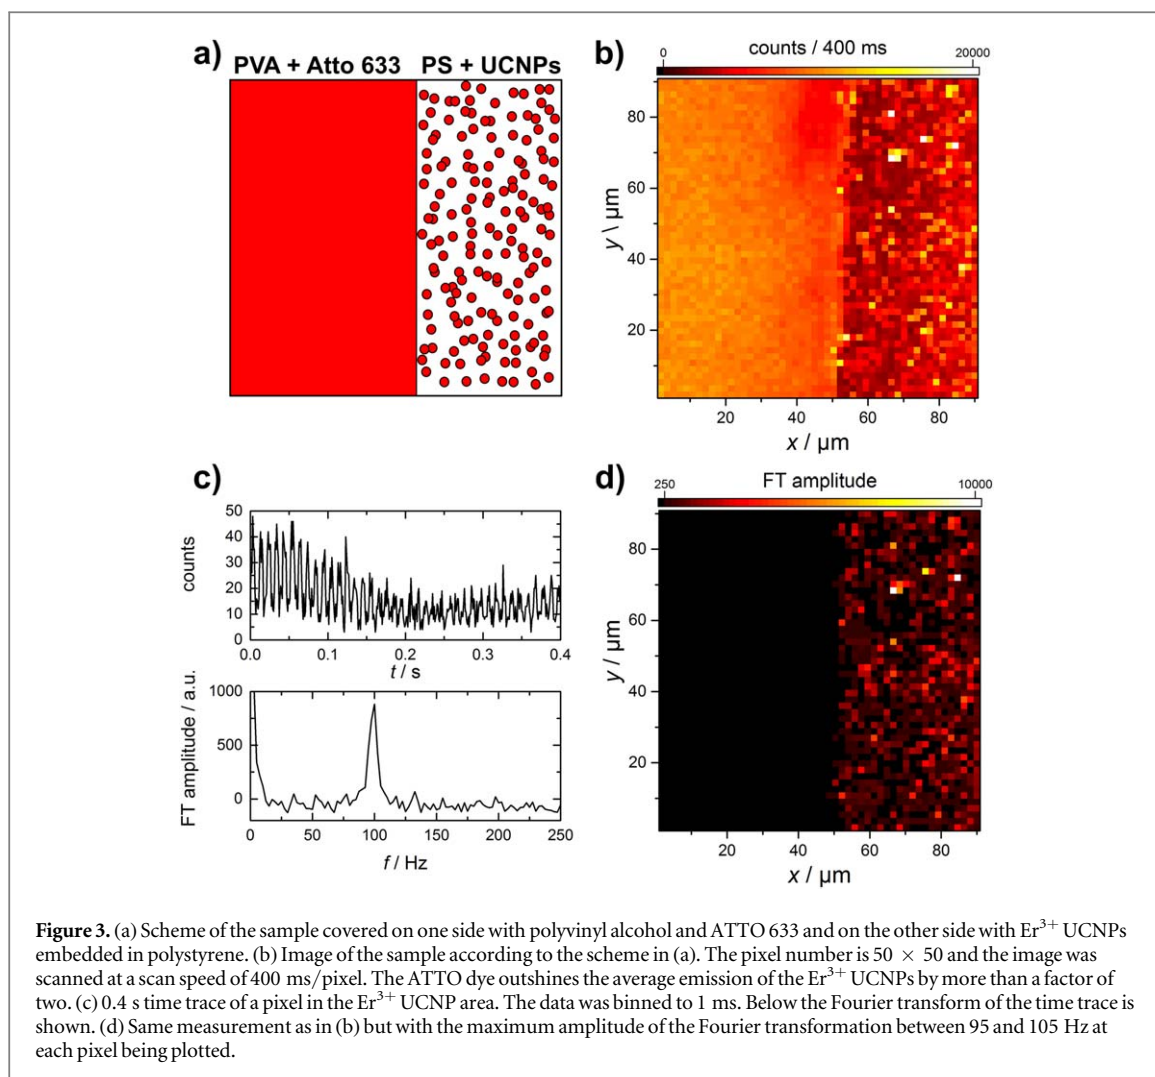 a)
PVA + Atto 633 PS + UCNPs
b)
counts / 400 ms
0 20000
80
60
40
20
y \ µm
20 40 60 80
x / µm
c)
50
40
30
20
10
0
counts
0.0 0.1 0.2 0.3 0.4
t / s
1000
500
0
FT amplitude / a.u.
0 50 100 150 200 250
f / Hz
d)
FT amplitude
250 10000
80
60
40
20
y / µm
20 40 60 80
x / µm
Figure 3. (a) Scheme of the sample covered on one side with polyvinyl alcohol and ATTO 633 and on the other side with Er³⁺ UCNPs
embedded in polystyrene. (b) Image of the sample according to the scheme in (a). The pixel number is 50 × 50 and the image was
scanned at a scan speed of 400 ms/pixel. The ATTO dye outshines the average emission of the Er³⁺ UCNPs by more than a factor of
two. (c) 0.4 s time trace of a pixel in the Er³⁺ UCNP area. The data was binned to 1 ms. Below the Fourier transform of the time trace is
shown. (d) Same measurement as in (b) but with the maximum amplitude of the Fourier transformation between 95 and 105 Hz at
each pixel being plotted.